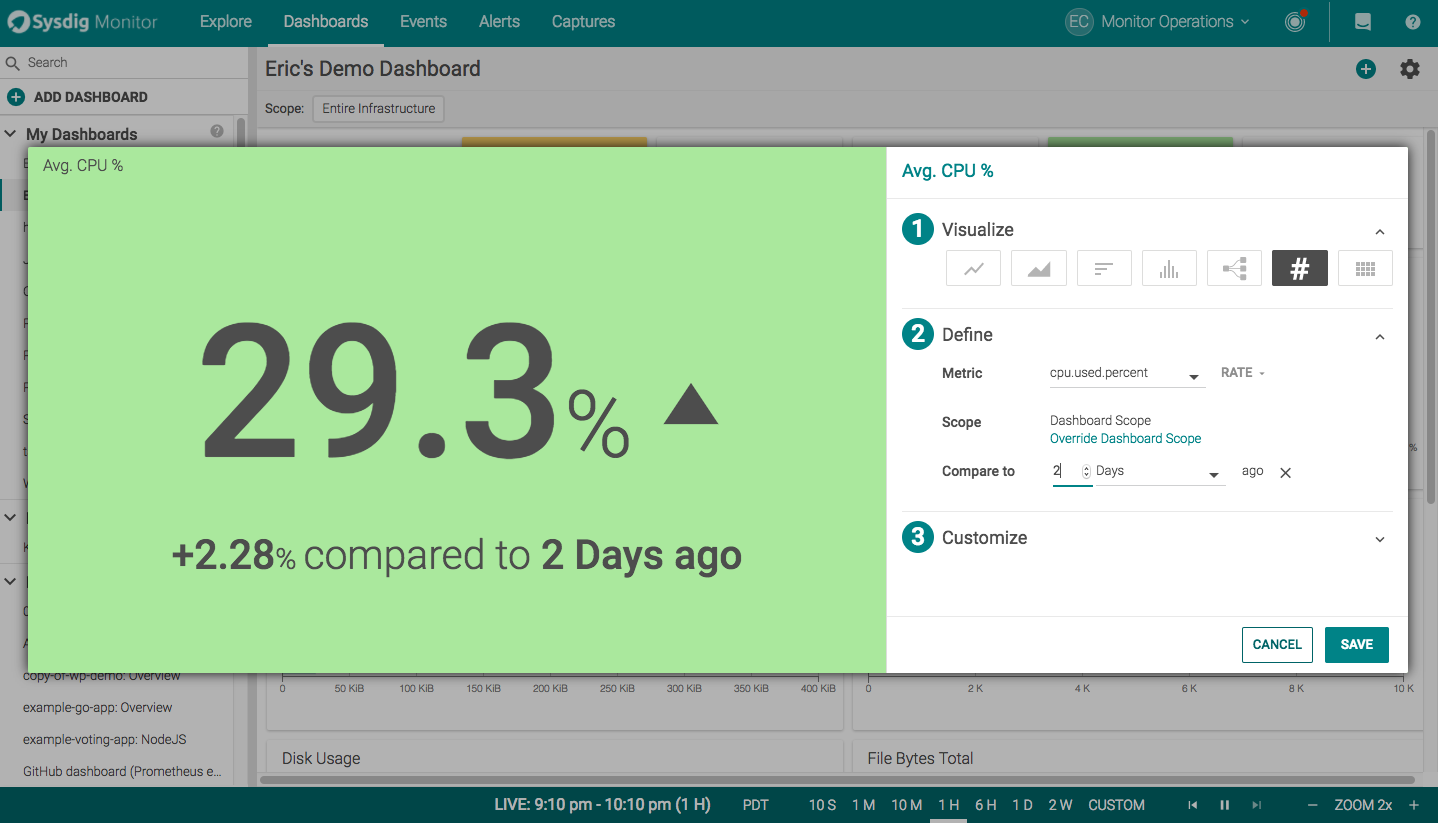 Sysdig Monitor
Explore
Dashboards
Events
Alerts
Captures
EC
Monitor Operations
?
Search
Eric's Demo Dashboard
ADD DASHBOARD
Scope:
Entire Infrastructure
My Dashboards
?
Avg. CPU %
29.3%
+2.28% compared to 2 Days ago
Avg. CPU %
1 Visualize
#
2 Define
Metric
cpu.used.percent
RATE
Scope
Dashboard Scope
Override Dashboard Scope
Compare to
2
Days
ago
3 Customize
CANCEL
SAVE
%
copy-of-wp-demo: Overview
example-go-app: Overview
example-voting-app: NodeJS
GitHub dashboard (Prometheus e...
0 50 KiB 100 KiB 150 KiB 200 KiB 250 KiB 300 KiB 350 KiB 400 KiB
0 2 K 4 K 6 K 8 K 10 K
Disk Usage
File Bytes Total
LIVE: 9:10 pm - 10:10 pm (1 H)
PDT
10 S 1 M 10 M 1 H 6 H 1 D 2 W CUSTOM
ZOOM 2x